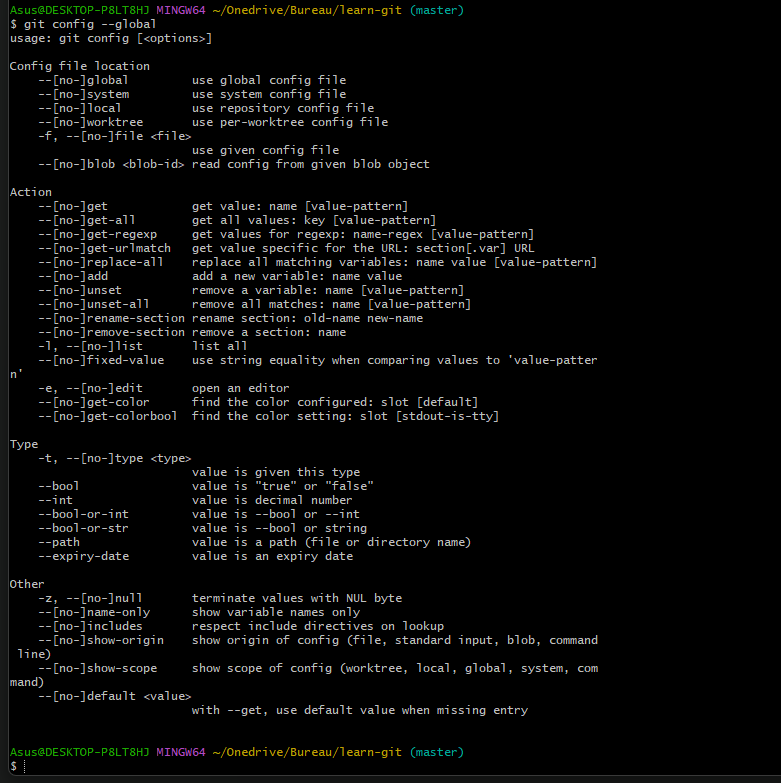 Asus@DESKTOP-P8LT8HJ MINGW64 ~/Onedrive/Bureau/learn-git (master)
$ git config --global
usage: git config [<options>]

Config file location
    --[no-]global         use global config file
    --[no-]system         use system config file
    --[no-]local          use repository config file
    --[no-]worktree       use per-worktree config file
    -f, --[no-]file <file>
                          use given config file
    --[no-]blob <blob-id> read config from given blob object

Action
    --[no-]get            get value: name [value-pattern]
    --[no-]get-all        get all values: key [value-pattern]
    --[no-]get-regexp     get values for regexp: name-regex [value-pattern]
    --[no-]get-urlmatch   get value specific for the URL: section[.var] URL
    --[no-]replace-all    replace all matching variables: name value [value-pattern]
    --[no-]add            add a new variable: name value
    --[no-]unset          remove a variable: name [value-pattern]
    --[no-]unset-all      remove all matches: name [value-pattern]
    --[no-]rename-section rename section: old-name new-name
    --[no-]remove-section remove a section: name
    -l, --[no-]list       list all
    --[no-]fixed-value    use string equality when comparing values to 'value-patter
n'
    -e, --[no-]edit       open an editor
    --[no-]get-color      find the color configured: slot [default]
    --[no-]get-colorbool  find the color setting: slot [stdout-is-tty]

Type
    -t, --[no-]type <type>
                          value is given this type
    --bool                value is "true" or "false"
    --int                 value is decimal number
    --bool-or-int         value is --bool or --int
    --bool-or-str         value is --bool or string
    --path                value is a path (file or directory name)
    --expiry-date         value is an expiry date

Other
    -z, --[no-]null       terminate values with NUL byte
    --[no-]name-only      show variable names only
    --[no-]includes       respect include directives on lookup
    --[no-]show-origin    show origin of config (file, standard input, blob, command
 line)
    --[no-]show-scope     show scope of config (worktree, local, global, system, com
mand)
    --[no-]default <value>
                          with --get, use default value when missing entry


Asus@DESKTOP-P8LT8HJ MINGW64 ~/Onedrive/Bureau/learn-git (master)
$